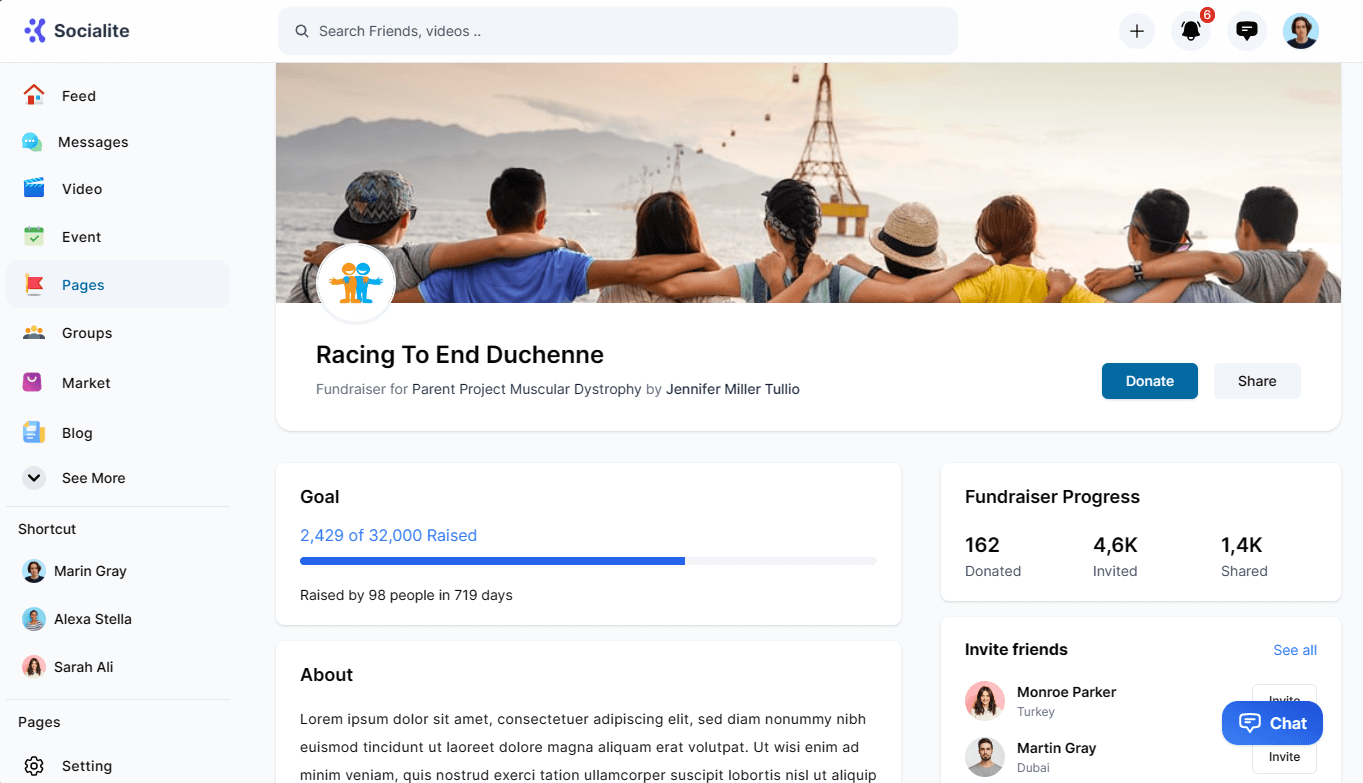 Socialite
Search Friends, videos ..
6
Feed
Messages
Video
Event
Pages
Groups
Market
Blog
See More
Shortcut
Marin Gray
Alexa Stella
Sarah Ali
Pages
Setting
Racing To End Duchenne
Fundraiser for Parent Project Muscular Dystrophy by Jennifer Miller Tullio
Donate
Share
Goal
2,429 of 32,000 Raised
Raised by 98 people in 719 days
About
Lorem ipsum dolor sit amet, consectetuer adipiscing elit, sed diam nonummy nibh
euismod tincidunt ut laoreet dolore magna aliquam erat volutpat. Ut wisi enim ad
minim veniam, quis nostrud exerci tation ullamcorper suscipit lobortis nisl ut aliquip
Fundraiser Progress
162
Donated
4,6K
Invited
1,4K
Shared
Invite friends
See all
Monroe Parker
Turkey
Invite
Martin Gray
Dubai
Invite
Chat